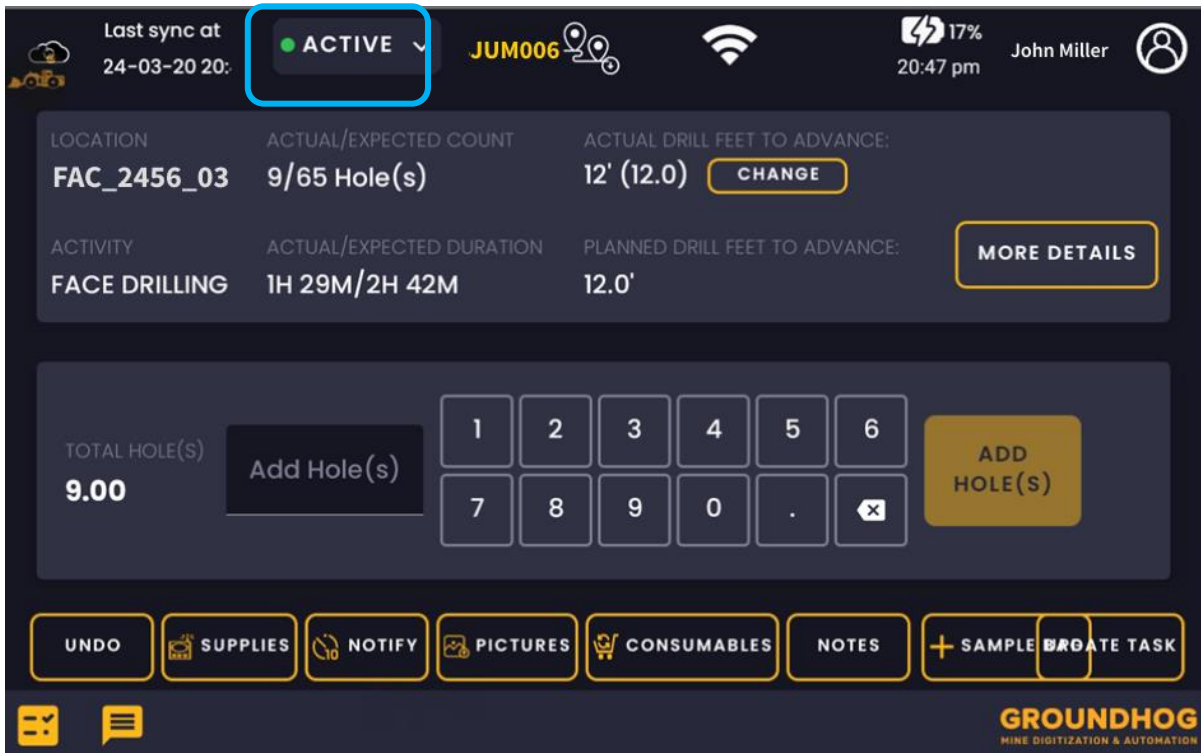 Last sync at
24-03-20 20:
ACTIVE
JUM006
17%
20:47 pm
John Miller
LOCATION
FAC_2456_03
ACTUAL/EXPECTED COUNT
9/65 Hole(s)
ACTUAL DRILL FEET TO ADVANCE:
12' (12.0)
CHANGE
ACTIVITY
FACE DRILLING
ACTUAL/EXPECTED DURATION
1H 29M/2H 42M
PLANNED DRILL FEET TO ADVANCE:
12.0'
MORE DETAILS
TOTAL HOLE(S)
9.00
Add Hole(s)
1 2 3 4 5 6
7 8 9 0 .
ADD
HOLE(S)
UNDO
SUPPLIES
10 NOTIFY
PICTURES
CONSUMABLES
NOTES
SAMPLE
UPDATE TASK
GROUNDHOG
MINE DIGITIZATION & AUTOMATION